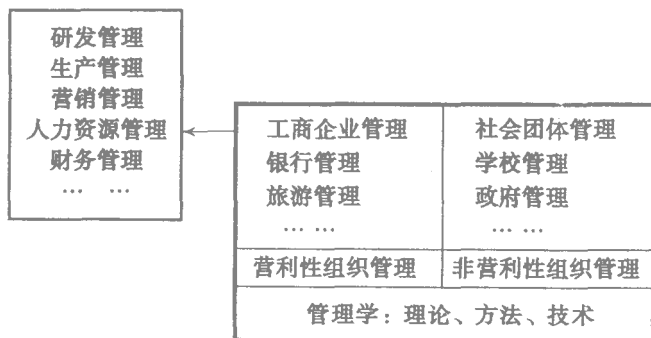 研发管理
生产管理
营销管理
人力资源管理
财务管理
… …
工商企业管理
银行管理
旅游管理
… …
社会团体管理
学校管理
政府管理
… …
营利性组织管理
非营利性组织管理
管理学：理论、方法、技术